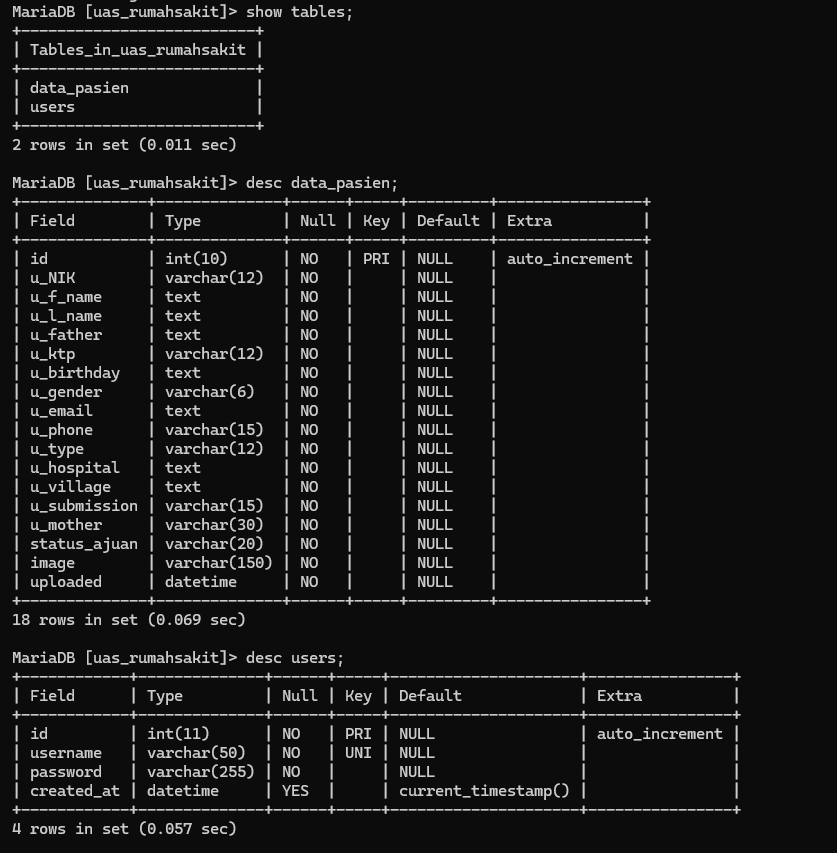 MariaDB [uas_rumahsakit]> show tables;
+--------------------------+
| Tables_in_uas_rumahsakit |
+--------------------------+
| data_pasien              |
| users                    |
+--------------------------+
2 rows in set (0.011 sec)

MariaDB [uas_rumahsakit]> desc data_pasien;
+--------------+--------------+------+-----+---------+----------------+
| Field        | Type         | Null | Key | Default | Extra          |
+--------------+--------------+------+-----+---------+----------------+
| id           | int(10)      | NO   | PRI | NULL    | auto_increment |
| u_NIK        | varchar(12)  | NO   |     | NULL    |                |
| u_f_name     | text         | NO   |     | NULL    |                |
| u_l_name     | text         | NO   |     | NULL    |                |
| u_father     | text         | NO   |     | NULL    |                |
| u_ktp        | varchar(12)  | NO   |     | NULL    |                |
| u_birthday   | text         | NO   |     | NULL    |                |
| u_gender     | varchar(6)   | NO   |     | NULL    |                |
| u_email      | text         | NO   |     | NULL    |                |
| u_phone      | varchar(15)  | NO   |     | NULL    |                |
| u_type       | varchar(12)  | NO   |     | NULL    |                |
| u_hospital   | text         | NO   |     | NULL    |                |
| u_village    | text         | NO   |     | NULL    |                |
| u_submission | varchar(15)  | NO   |     | NULL    |                |
| u_mother     | varchar(30)  | NO   |     | NULL    |                |
| status_ajuan | varchar(20)  | NO   |     | NULL    |                |
| image        | varchar(150) | NO   |     | NULL    |                |
| uploaded     | datetime     | NO   |     | NULL    |                |
+--------------+--------------+------+-----+---------+----------------+
18 rows in set (0.069 sec)

MariaDB [uas_rumahsakit]> desc users;
+------------+--------------+------+-----+---------------------+----------------+
| Field      | Type         | Null | Key | Default             | Extra          |
+------------+--------------+------+-----+---------------------+----------------+
| id         | int(11)      | NO   | PRI | NULL                | auto_increment |
| username   | varchar(50)  | NO   | UNI | NULL                |                |
| password   | varchar(255) | NO   |     | NULL                |                |
| created_at | datetime     | YES  |     | current_timestamp() |                |
+------------+--------------+------+-----+---------------------+----------------+
4 rows in set (0.057 sec)